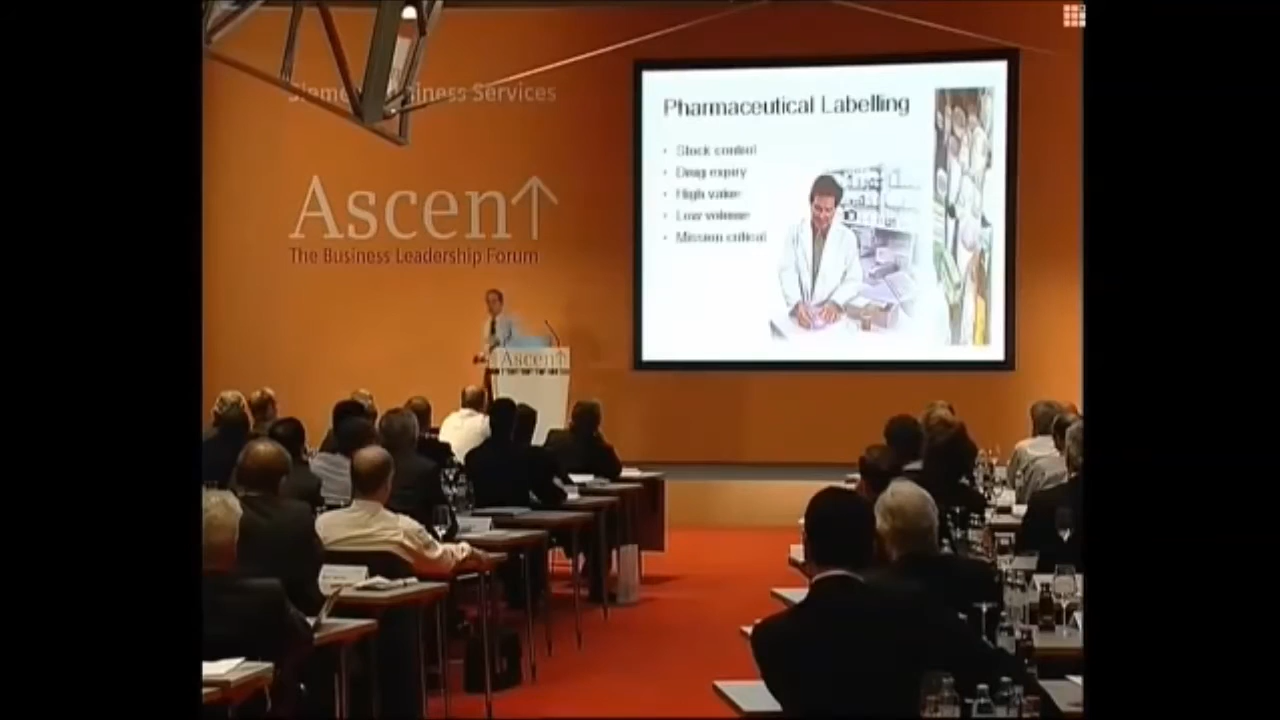 Business Services
Ascent
The Business Leadership Forum
Pharmaceutical Labelling
• Stock control
• Drug expiry
• High value
• Low volume
• Mission critical
Ascent